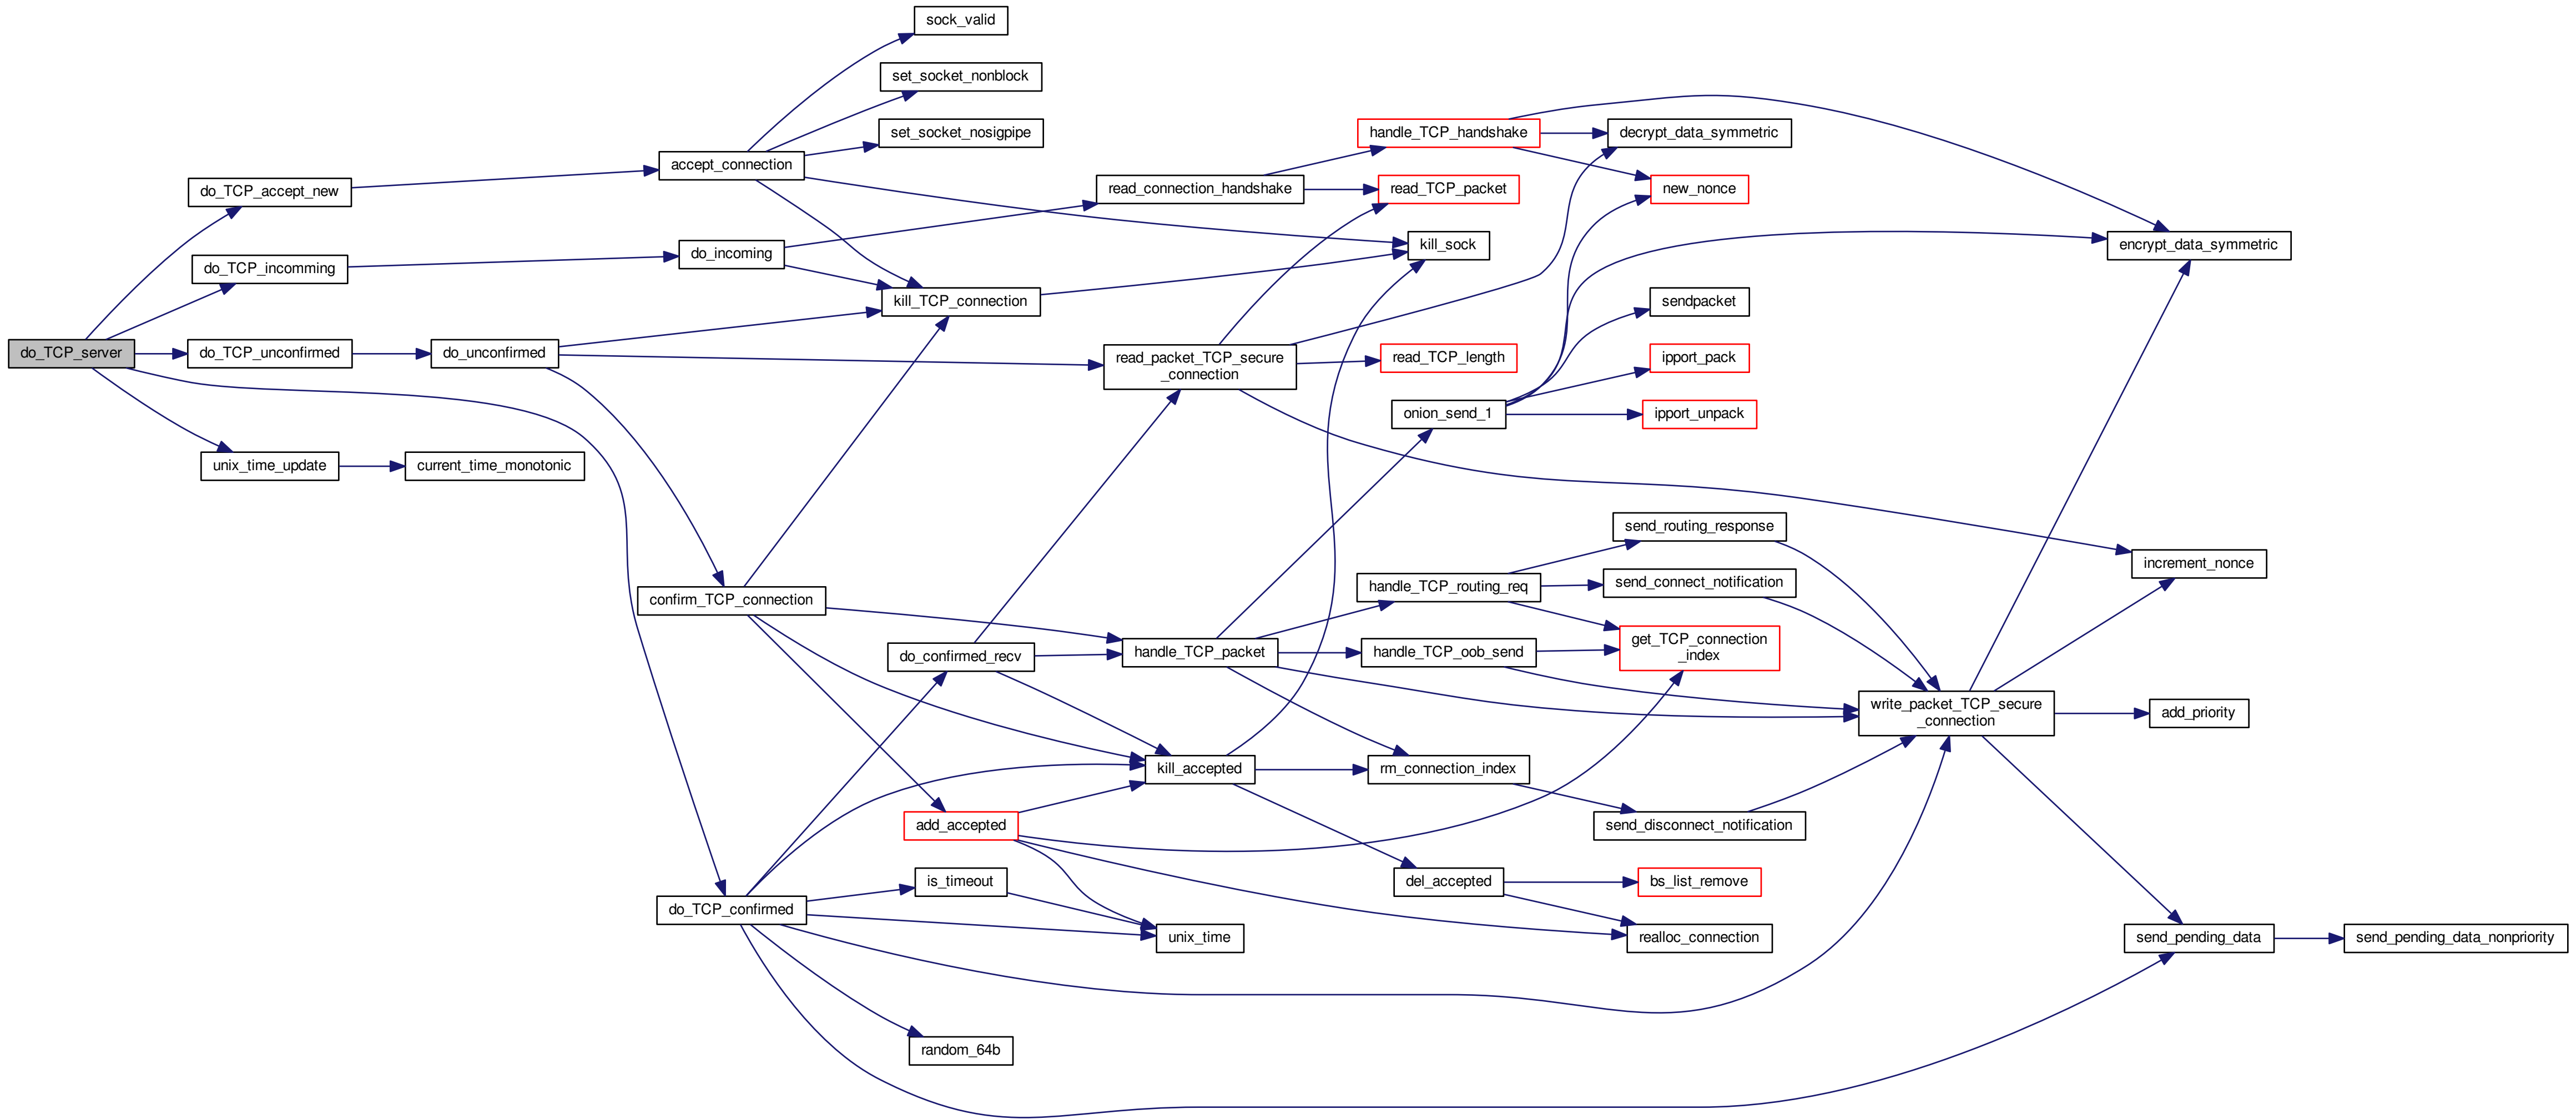 sock_valid
set_socket_nonblock
set_socket_nosigpipe
handle_TCP_handshake
decrypt_data_symmetric
accept_connection
do_TCP_accept_new
read_connection_handshake
read_TCP_packet
new_nonce
kill_sock
encrypt_data_symmetric
do_incoming
do_TCP_incomming
kill_TCP_connection
sendpacket
do_TCP_server
do_TCP_unconfirmed
do_unconfirmed
read_packet_TCP_secure
_connection
read_TCP_length
ipport_pack
onion_send_1
ipport_unpack
unix_time_update
current_time_monotonic
send_routing_response
increment_nonce
handle_TCP_routing_req
send_connect_notification
confirm_TCP_connection
do_confirmed_recv
handle_TCP_packet
handle_TCP_oob_send
get_TCP_connection
_index
write_packet_TCP_secure
_connection
add_priority
kill_accepted
rm_connection_index
add_accepted
send_disconnect_notification
is_timeout
del_accepted
bs_list_remove
do_TCP_confirmed
unix_time
realloc_connection
send_pending_data
send_pending_data_nonpriority
random_64b